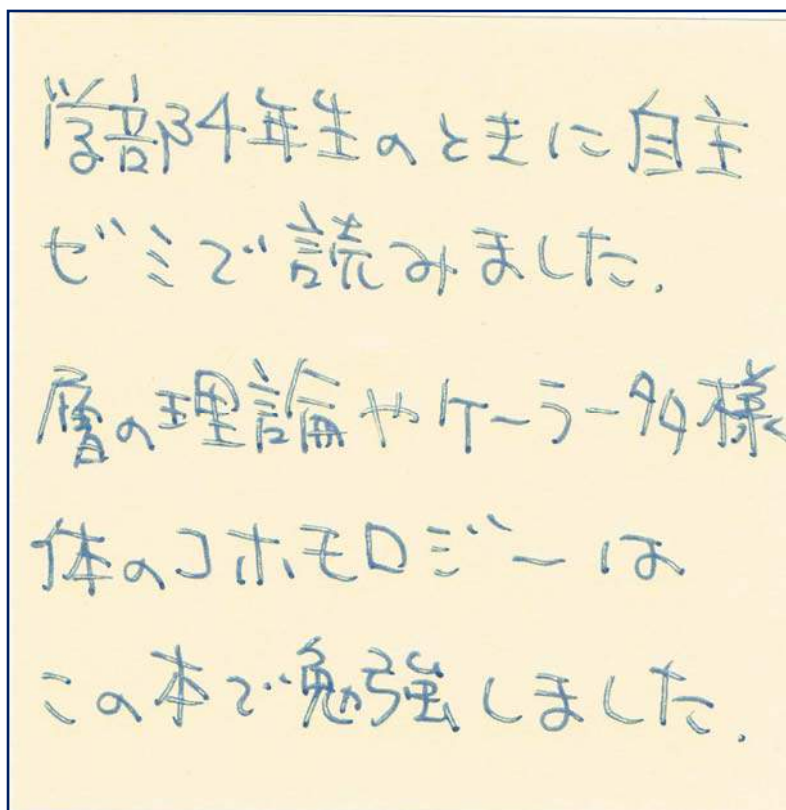 学部4年生のときに自主
ゼミで読みました.
層の理論やケーラー多様
体のコホモロジーは
この本で勉強しました.